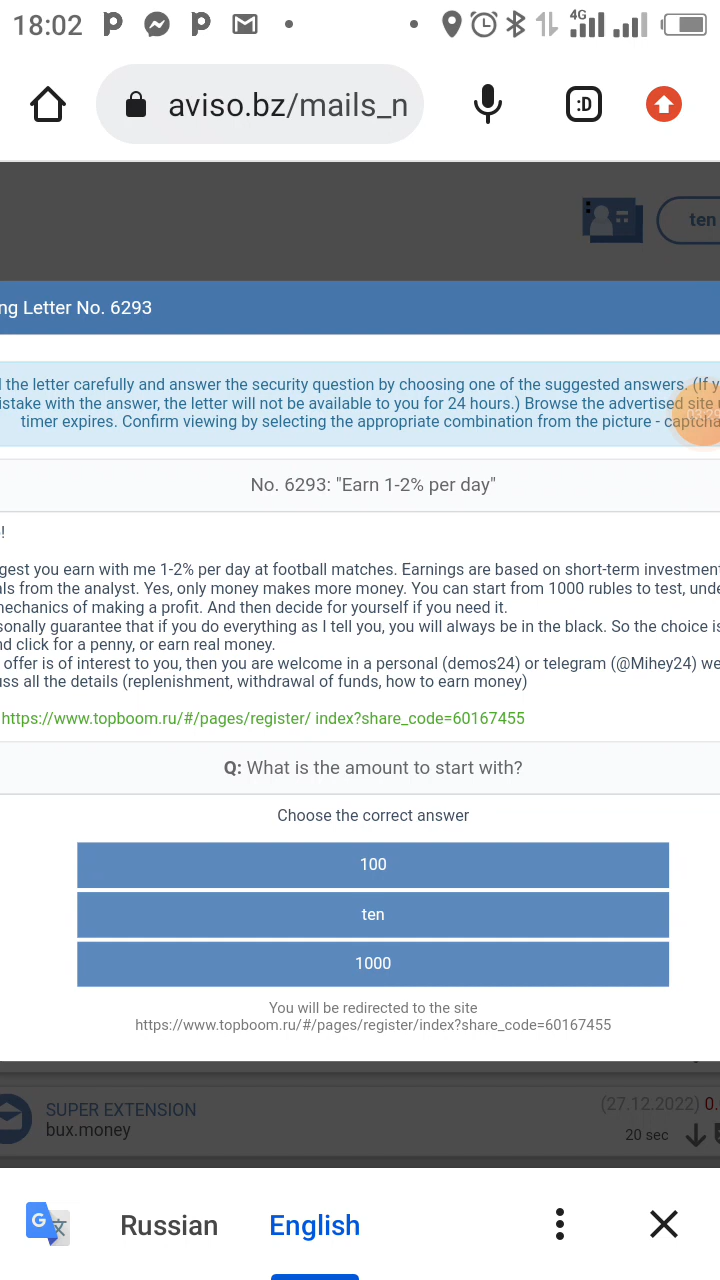 18:02
4G
aviso.bz/mails_n
:D
ten
ng Letter No. 6293
the letter carefully and answer the security question by choosing one of the suggested answers. (If y
istake with the answer, the letter will not be available to you for 24 hours.) Browse the advertised site
timer expires. Confirm viewing by selecting the appropriate combination from the picture - captcha
No. 6293: "Earn 1-2% per day"
!
gest you earn with me 1-2% per day at football matches. Earnings are based on short-term investment
ls from the analyst. Yes, only money makes more money. You can start from 1000 rubles to test, unde
mechanics of making a profit. And then decide for yourself if you need it.
sonally guarantee that if you do everything as I tell you, you will always be in the black. So the choice is
nd click for a penny, or earn real money.
offer is of interest to you, then you are welcome in a personal (demos24) or telegram (@Mihey24) we
uss all the details (replenishment, withdrawal of funds, how to earn money)
https://www.topboom.ru/#/pages/register/ index?share_code=60167455
Q: What is the amount to start with?
Choose the correct answer
100
ten
1000
You will be redirected to the site
https://www.topboom.ru/#/pages/register/index?share_code=60167455
SUPER EXTENSION
(27.12.2022) 0.
bux.money
20 sec
G
Russian
English